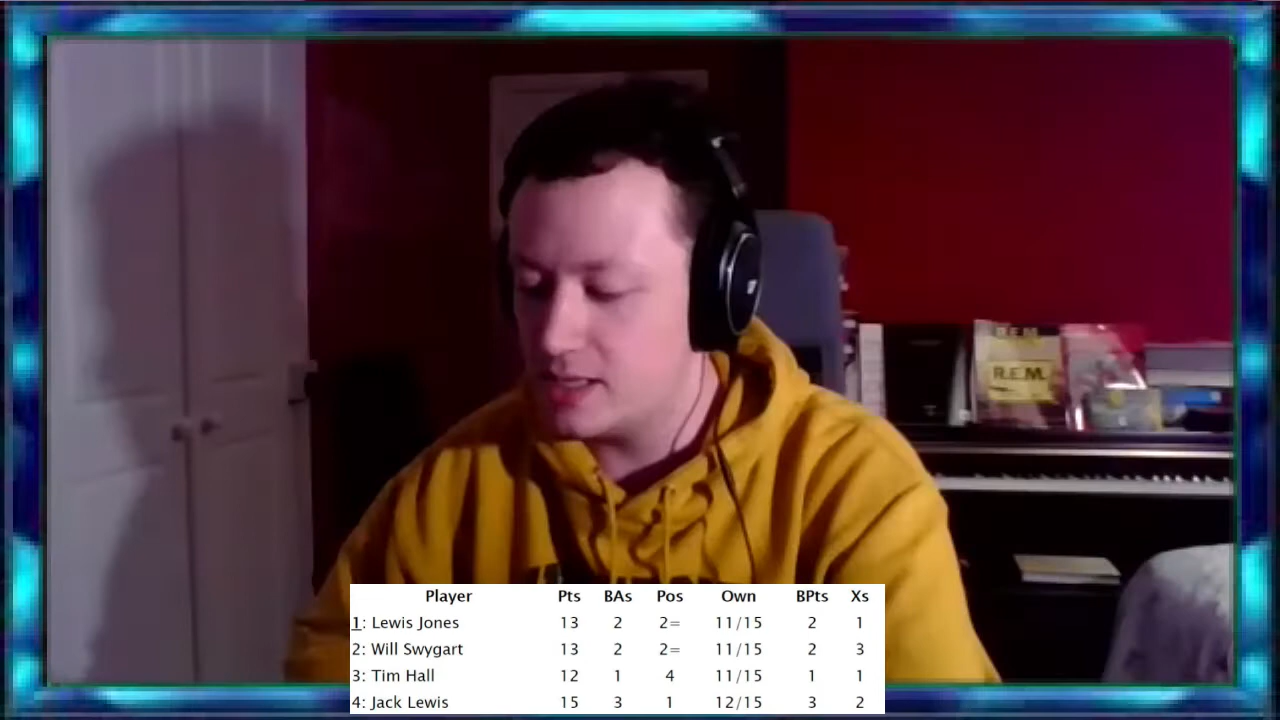 R.E.M.
R.E.M.
Player Pts BAs Pos Own BPts Xs
1: Lewis Jones 13 2 2= 11/15 2 1
2: Will Swygart 13 2 2= 11/15 2 3
3: Tim Hall 12 1 4 11/15 1 1
4: Jack Lewis 15 3 1 12/15 3 2